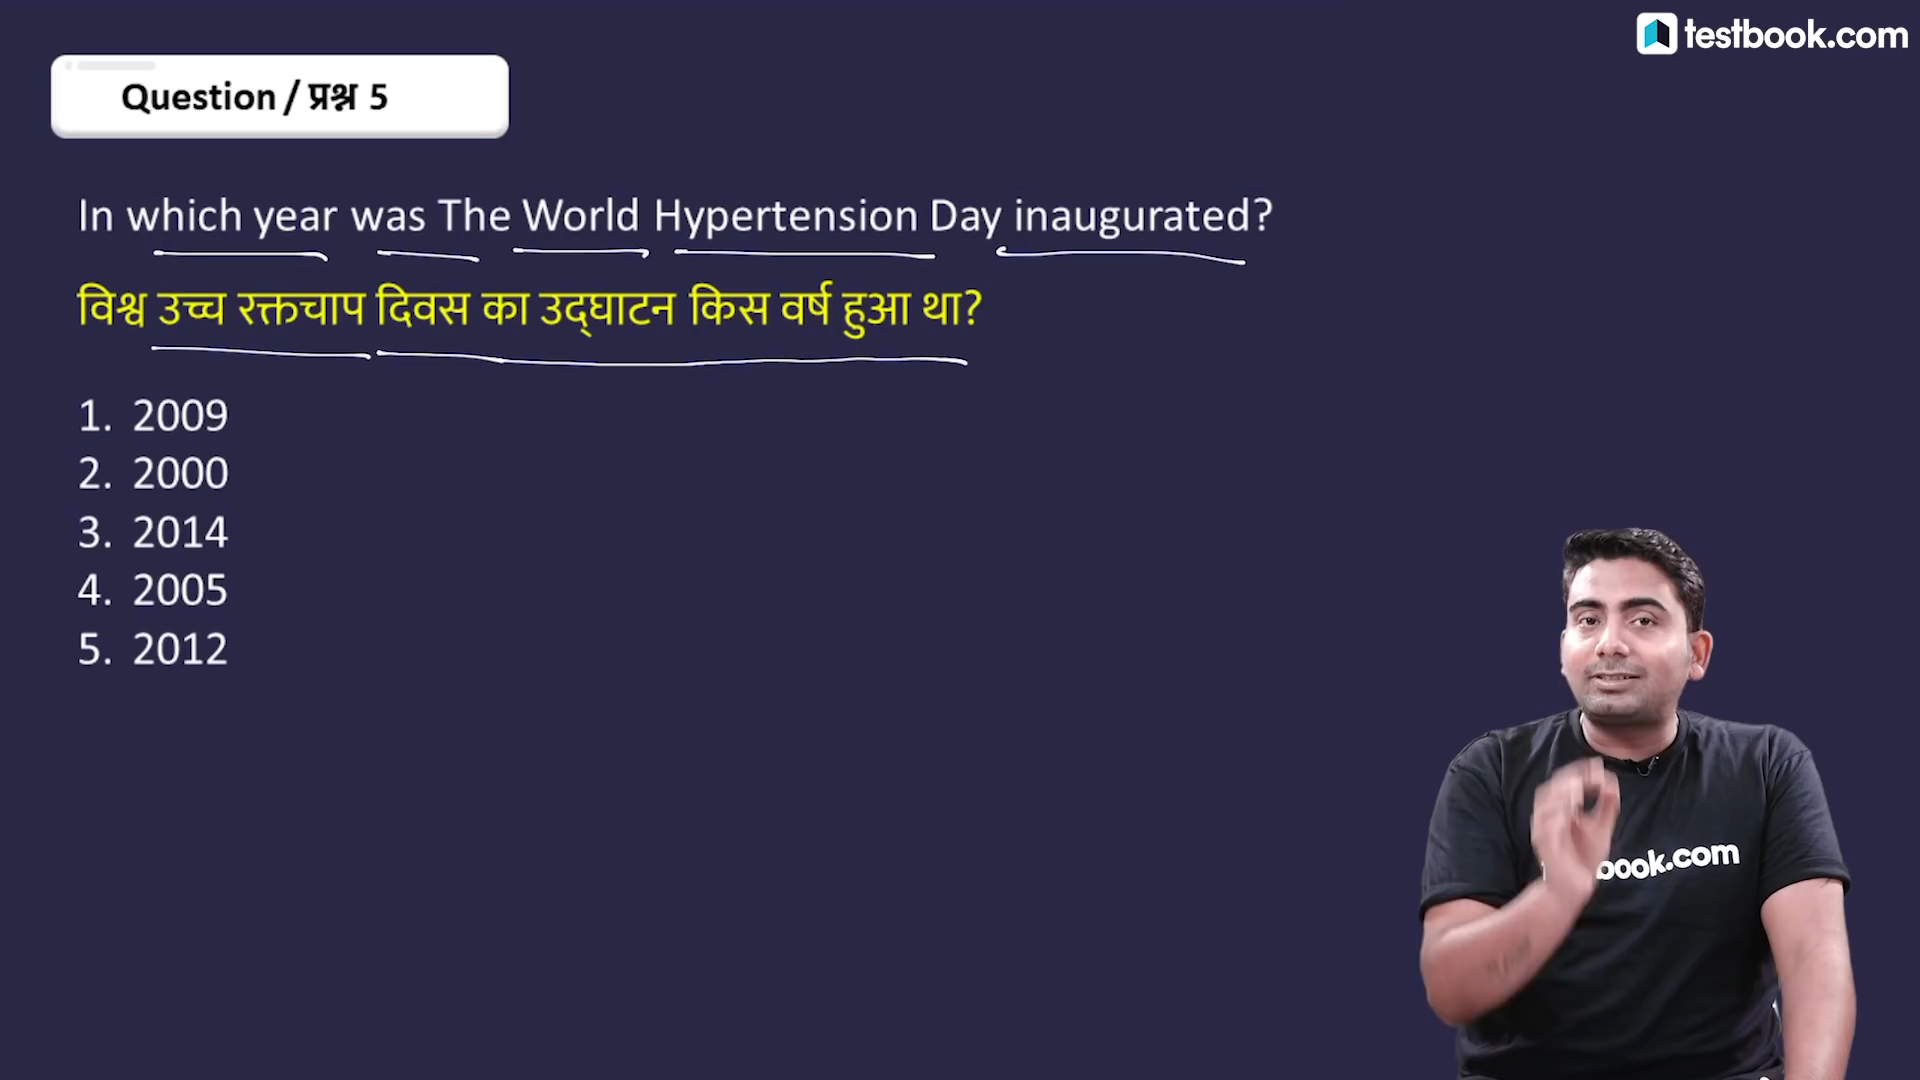 testbook.com
Question / प्रश्न 5
In which year was The World Hypertension Day inaugurated?
विश्व उच्च रक्तचाप दिवस का उद्घाटन किस वर्ष हुआ था?
1. 2009
2. 2000
3. 2014
4. 2005
5. 2012
book.com